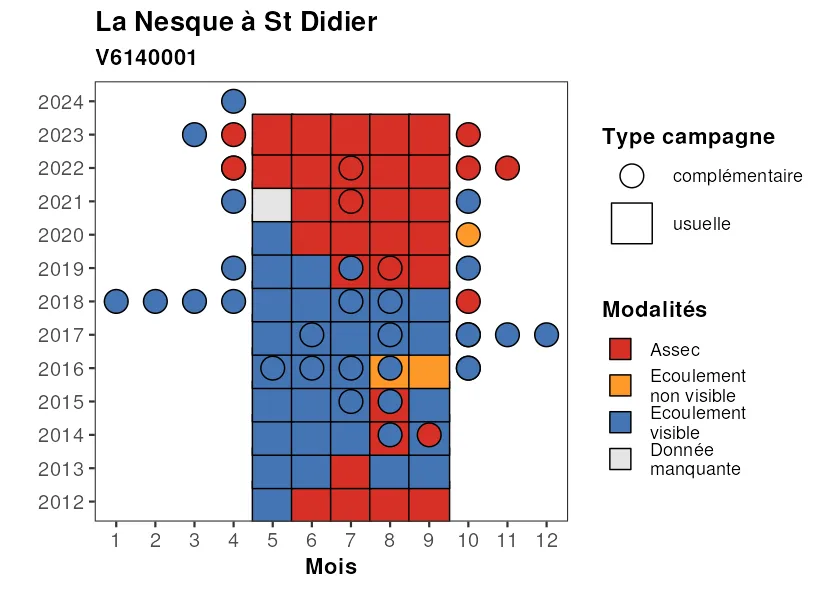 La Nesque à St Didier
V6140001
2024
2023
2022
2021
2020
2019
2018
2017
2016
2015
2014
2013
2012
1 2 3 4 5 6 7 8 9 10 11 12
Mois
Type campagne
complémentaire
usuelle
Modalités
Assec
Ecoulement
non visible
Ecoulement
visible
Donnée
manquante